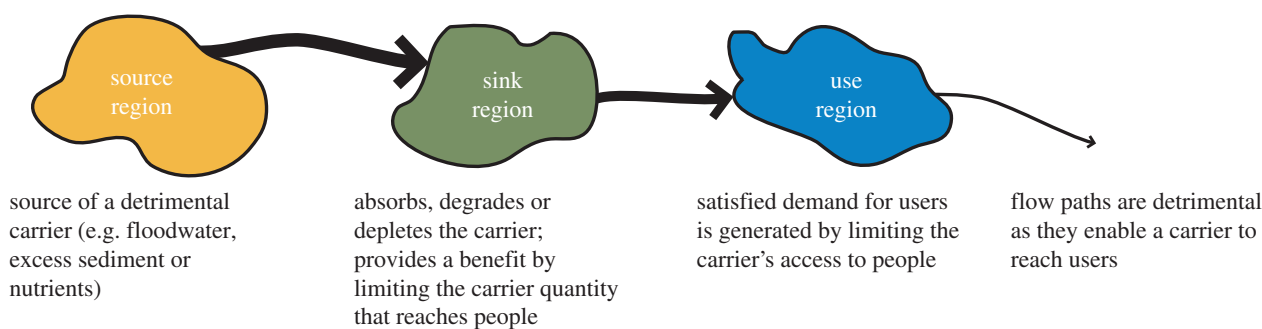 source
region
sink
region
use
region
source of a detrimental
carrier (e.g. floodwater,
excess sediment or
nutrients)
absorbs, degrades or
depletes the carrier;
provides a benefit by
limiting the carrier quantity
that reaches people
satisfied demand for users
is generated by limiting the
carrier’s access to people
flow paths are detrimental
as they enable a carrier to
reach users